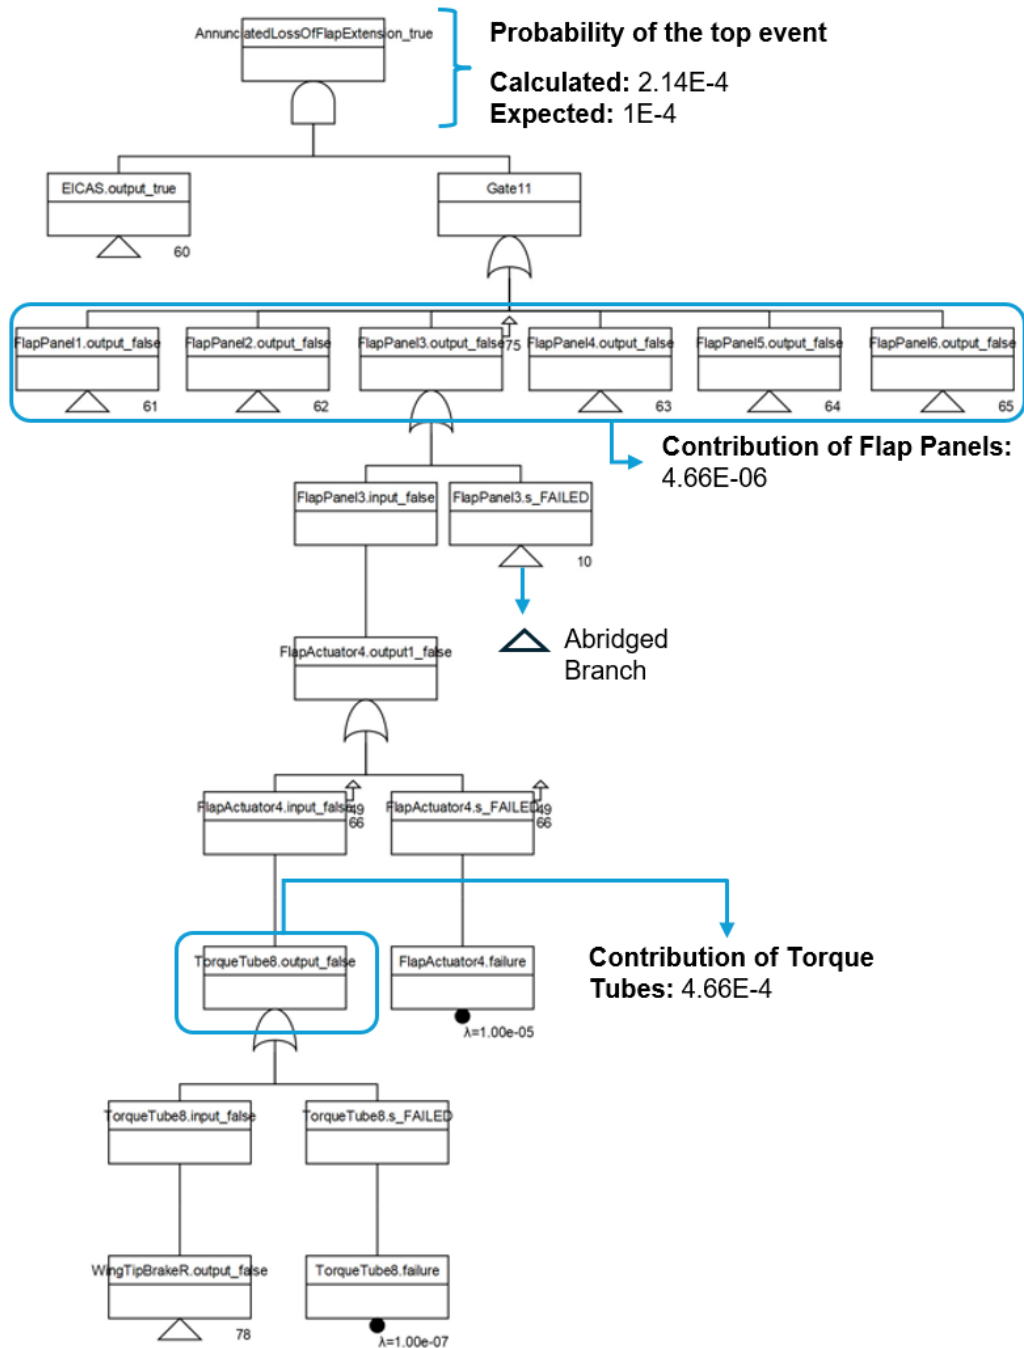 AnnunciatedLossOfFlapExtension_true
Probability of the top event
Calculated: 2.14E-4
Expected: 1E-4
EICAS.output_true
60
Gate11
FlapPanel1.output_false
61
FlapPanel2.output_false
62
FlapPanel3.output_false
75
FlapPanel4.output_false
63
FlapPanel5.output_false
64
FlapPanel6.output_false
65
Contribution of Flap Panels:
4.66E-06
FlapPanel3.input_false
FlapPanel3.s_FAILED
10
Abridged
Branch
FlapActuator4.output1_false
FlapActuator4.input_false
49
66
FlapActuator4.s_FAILED
49
66
TorqueTube8.output_false
FlapActuator4.failure
λ=1.00e-05
Contribution of Torque
Tubes: 4.66E-4
TorqueTube8.input_false
TorqueTube8.s_FAILED
WingTipBrakeR.output_false
78
TorqueTube8.failure
λ=1.00e-07